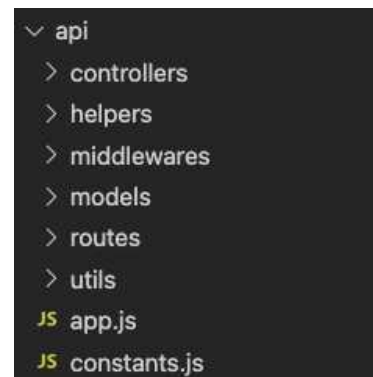 api
controllers
helpers
middlewares
models
routes
utils
JS app.js
JS constants.js